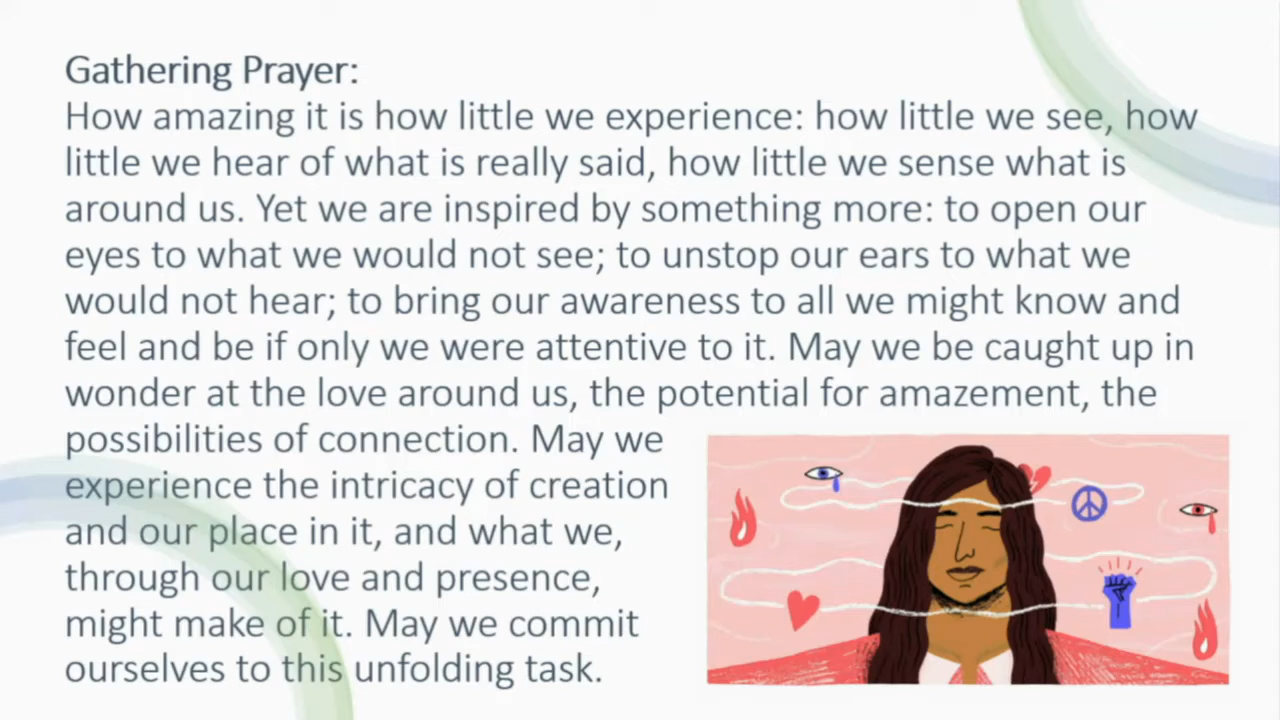 Gathering Prayer:
How amazing it is how little we experience: how little we see, how
little we hear of what is really said, how little we sense what is
around us. Yet we are inspired by something more: to open our
eyes to what we would not see; to unstop our ears to what we
would not hear; to bring our awareness to all we might know and
feel and be if only we were attentive to it. May we be caught up in
wonder at the love around us, the potential for amazement, the
possibilities of connection. May we
experience the intricacy of creation
and our place in it, and what we,
through our love and presence,
might make of it. May we commit
ourselves to this unfolding task.